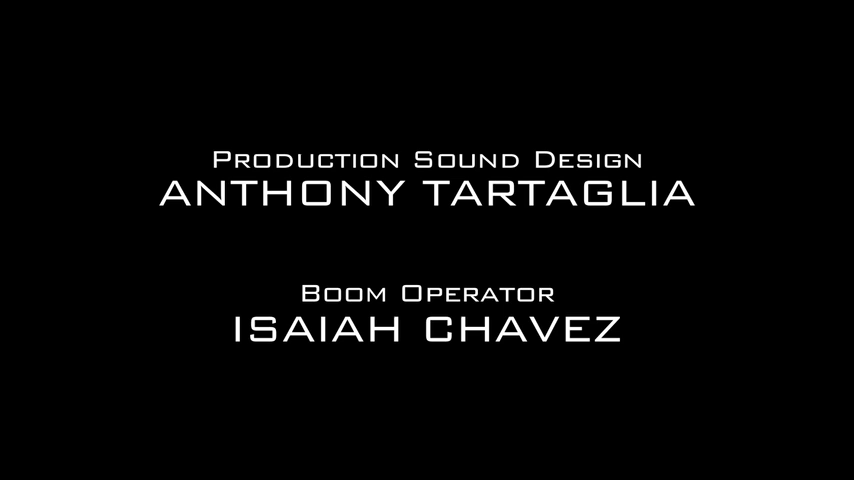 Production Sound Design
ANTHONY TARTAGLIA
Boom Operator
ISAIAH CHAVEZ